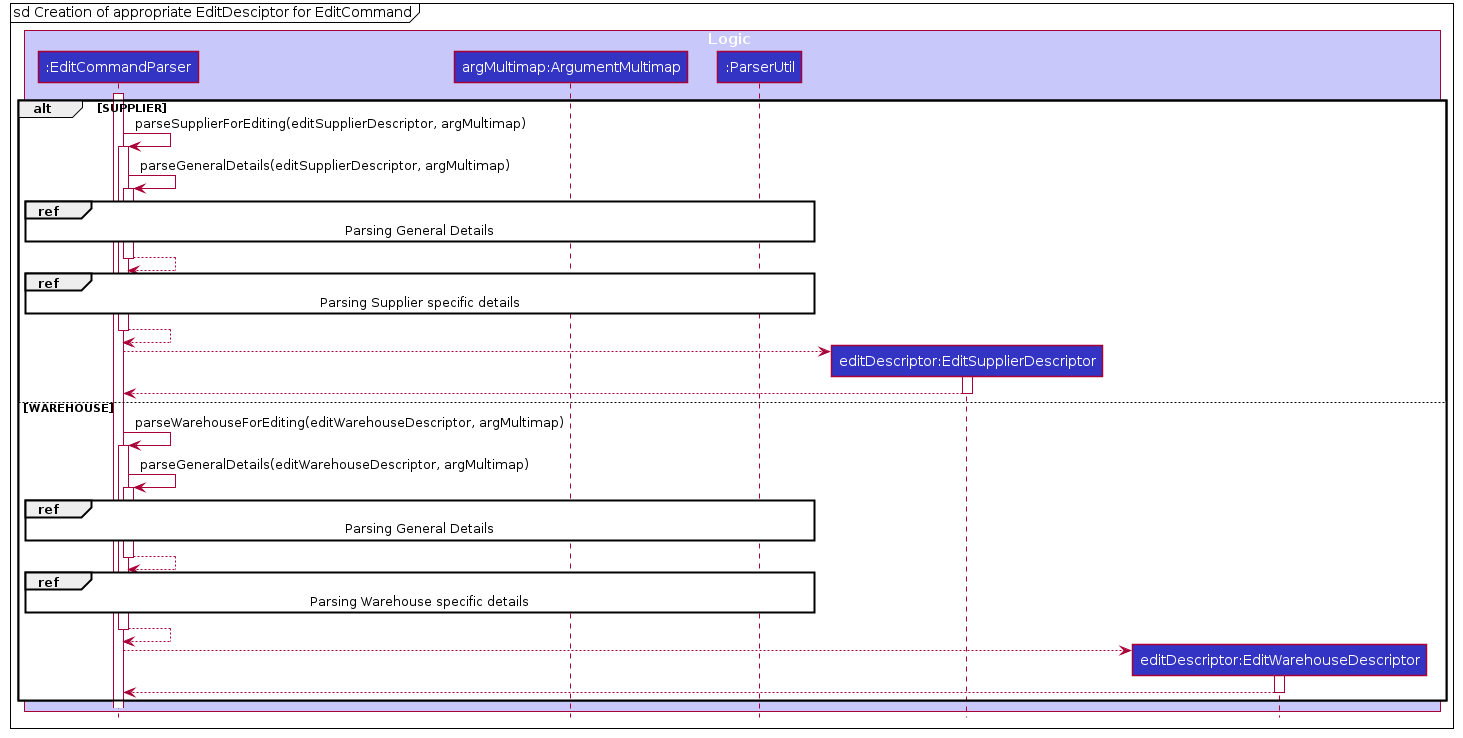 sd Creation of appropriate EditDesciptor for EditCommand
Logic
:EditCommandParser
argMultimap:ArgumentMultimap
:ParserUtil
alt
[SUPPLIER]
parseSupplierForEditing(editSupplierDescriptor, argMultimap)
parseGeneralDetails(editSupplierDescriptor, argMultimap)
ref
Parsing General Details
ref
Parsing Supplier specific details
editDescriptor:EditSupplierDescriptor
[WAREHOUSE]
parseWarehouseForEditing(editWarehouseDescriptor, argMultimap)
parseGeneralDetails(editWarehouseDescriptor, argMultimap)
ref
Parsing General Details
ref
Parsing Warehouse specific details
editDescriptor:EditWarehouseDescriptor